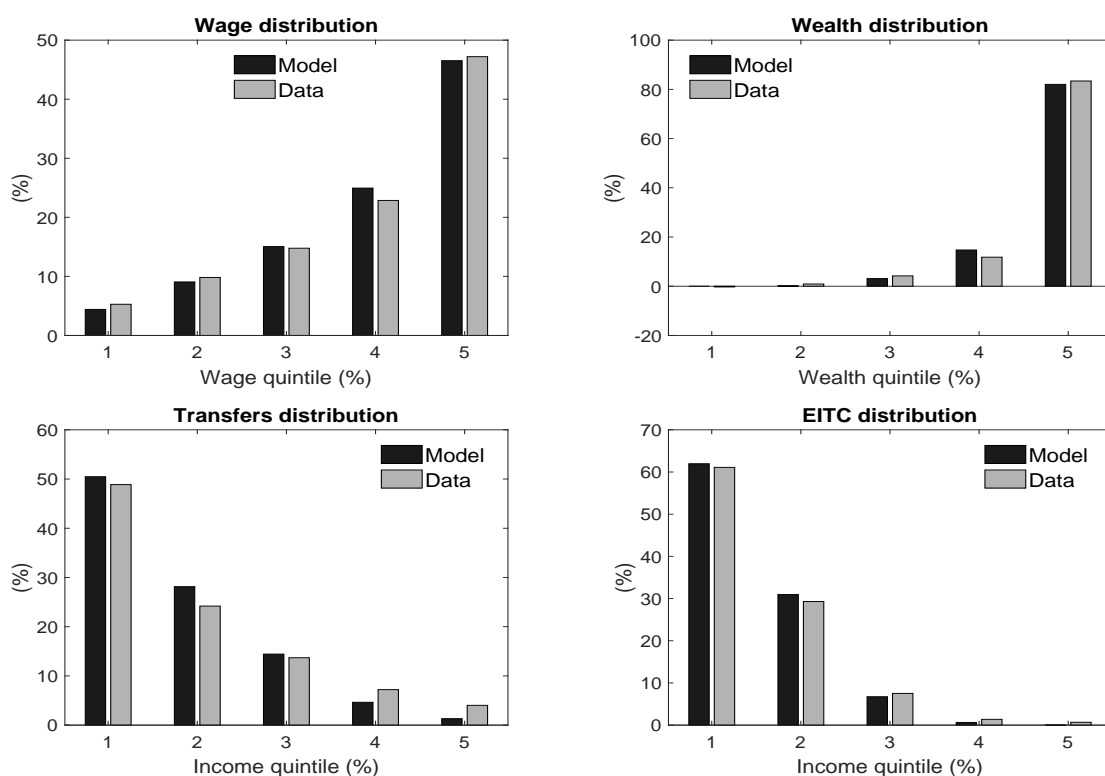 Wage distribution
50
40
30
20
10
0
(%)
Model
Data
1 2 3 4 5
Wage quintile (%)
Wealth distribution
100
80
60
40
20
0
-20
(%)
Model
Data
1 2 3 4 5
Wealth quintile (%)
Transfers distribution
60
50
40
30
20
10
0
(%)
Model
Data
1 2 3 4 5
Income quintile (%)
EITC distribution
70
60
50
40
30
20
10
0
(%)
Model
Data
1 2 3 4 5
Income quintile (%)